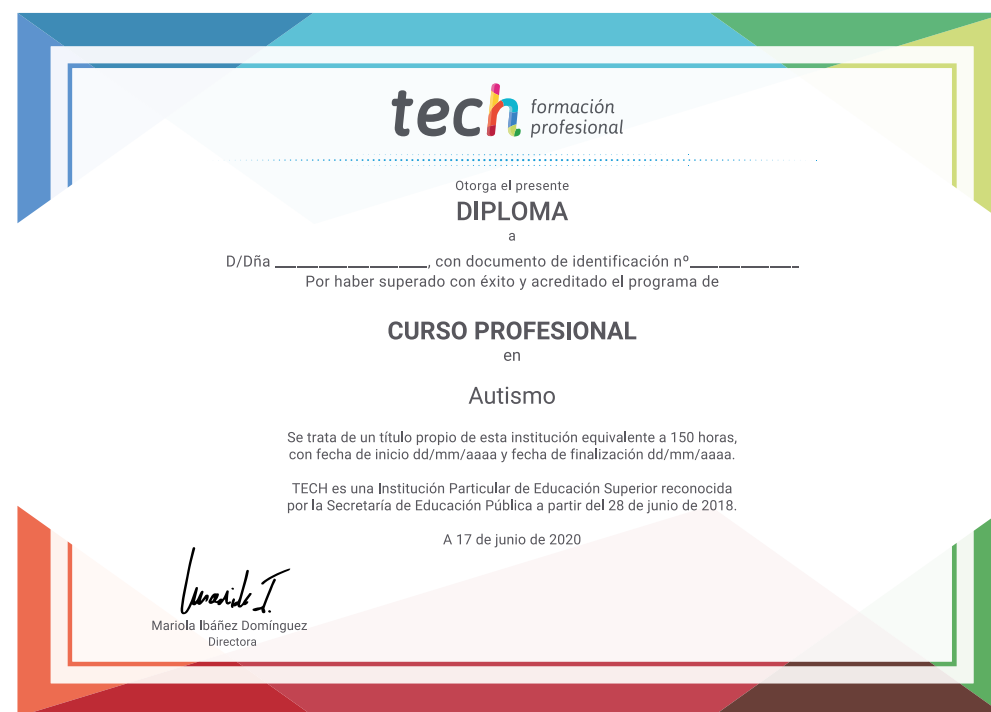 tech formación
profesional
Otorga el presente
DIPLOMA
a
D/Dña ____________________, con documento de identificación nº______________
Por haber superado con éxito y acreditado el programa de
CURSO PROFESIONAL
en
Autismo
Se trata de un título propio de esta institución equivalente a 150 horas,
con fecha de inicio dd/mm/aaaa y fecha de finalización dd/mm/aaaa.
TECH es una Institución Particular de Educación Superior reconocida
por la Secretaría de Educación Pública a partir del 28 de junio de 2018.
A 17 de junio de 2020
Mariola Ibáñez Domínguez
Directora